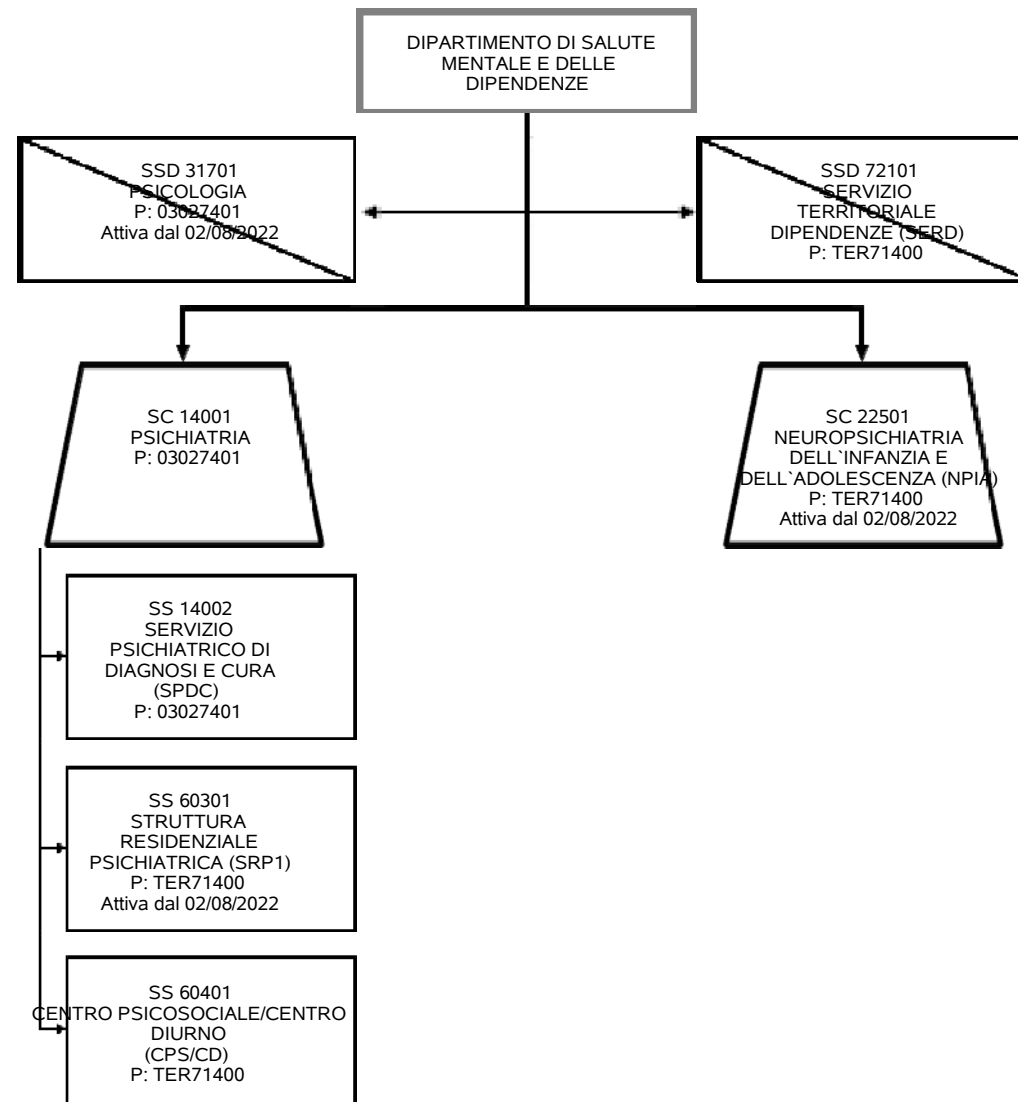 DIPARTIMENTO DI SALUTE
MENTALE E DELLE
DIPENDENZE
SSD 31701
PSICOLOGIA
P: 03027401
Attiva dal 02/08/2022
SSD 72101
SERVIZIO
TERRITORIALE
DIPENDENZE (SERD)
P: TER71400
SC 14001
PSICHIATRIA
P: 03027401
SC 22501
NEUROPSICHIATRIA
DELL`INFANZIA E
DELL`ADOLESCENZA (NPIA)
P: TER71400
Attiva dal 02/08/2022
SS 14002
SERVIZIO
PSICHIATRICO DI
DIAGNOSI E CURA
(SPDC)
P: 03027401
SS 60301
STRUTTURA
RESIDENZIALE
PSICHIATRICA (SRP1)
P: TER71400
Attiva dal 02/08/2022
SS 60401
CENTRO PSICOSOCIALE/CENTRO
DIURNO
(CPS/CD)
P: TER71400